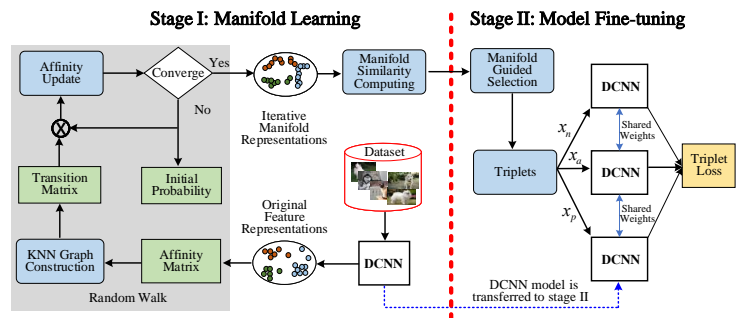 Stage I: Manifold Learning
Stage II: Model Fine-tuning
Affinity
Update
Converge
Yes
No
Iterative
Manifold
Representations
Manifold
Similarity
Computing
Manifold
Guided
Selection
DCNN
Shared
Weights
Transition
Matrix
Initial
Probability
Dataset
Triplets
x_n
x_a
x_p
DCNN
Triplet
Loss
Shared
Weights
Original
Feature
Representations
KNN Graph
Construction
Affinity
Matrix
DCNN
DCNN
Random Walk
DCNN model is
transferred to stage II